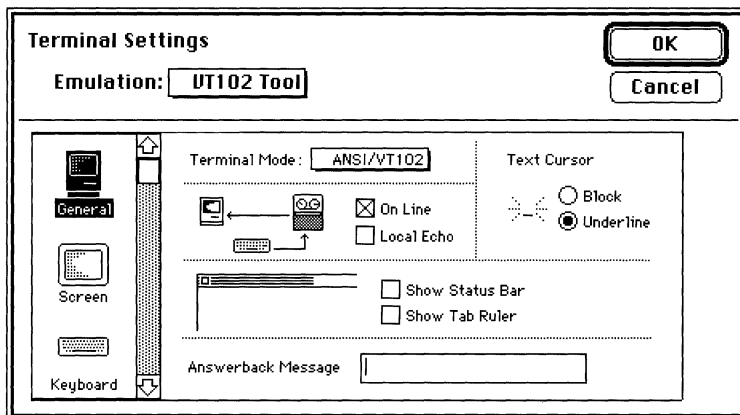 Terminal Settings
Emulation: VT102 Tool
OK
Cancel
General
Screen
Keyboard
Terminal Mode: ANSI/VT102
On Line
Local Echo
Text Cursor
Block
Underline
Show Status Bar
Show Tab Ruler
Answerback Message